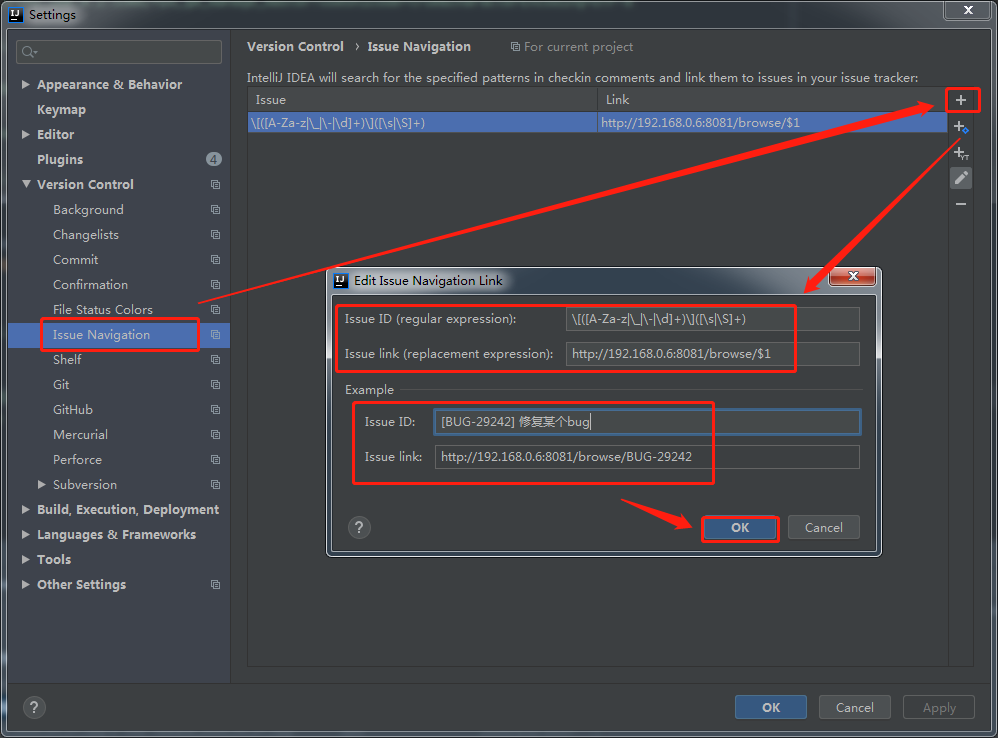 Settings
Version Control › Issue Navigation For current project
IntelliJ IDEA will search for the specified patterns in checkin comments and link them to issues in your issue tracker:
Issue Link
\[([A-Za-z|\_|\-|\d]+)\]([\s|\S]+) http://192.168.0.6:8081/browse/$1
Appearance & Behavior
Keymap
Editor
Plugins 4
Version Control
Background
Changelists
Commit
Confirmation
File Status Colors
Issue Navigation
Shelf
Git
GitHub
Mercurial
Perforce
Subversion
Build, Execution, Deployment
Languages & Frameworks
Tools
Other Settings
Edit Issue Navigation Link
Issue ID (regular expression): \[([A-Za-z|\_|\-|\d]+)\]([\s|\S]+)
Issue link (replacement expression): http://192.168.0.6:8081/browse/$1
Example
Issue ID: [BUG-29242] 修复某个bug
Issue link: http://192.168.0.6:8081/browse/BUG-29242
? OK Cancel
? OK Cancel Apply